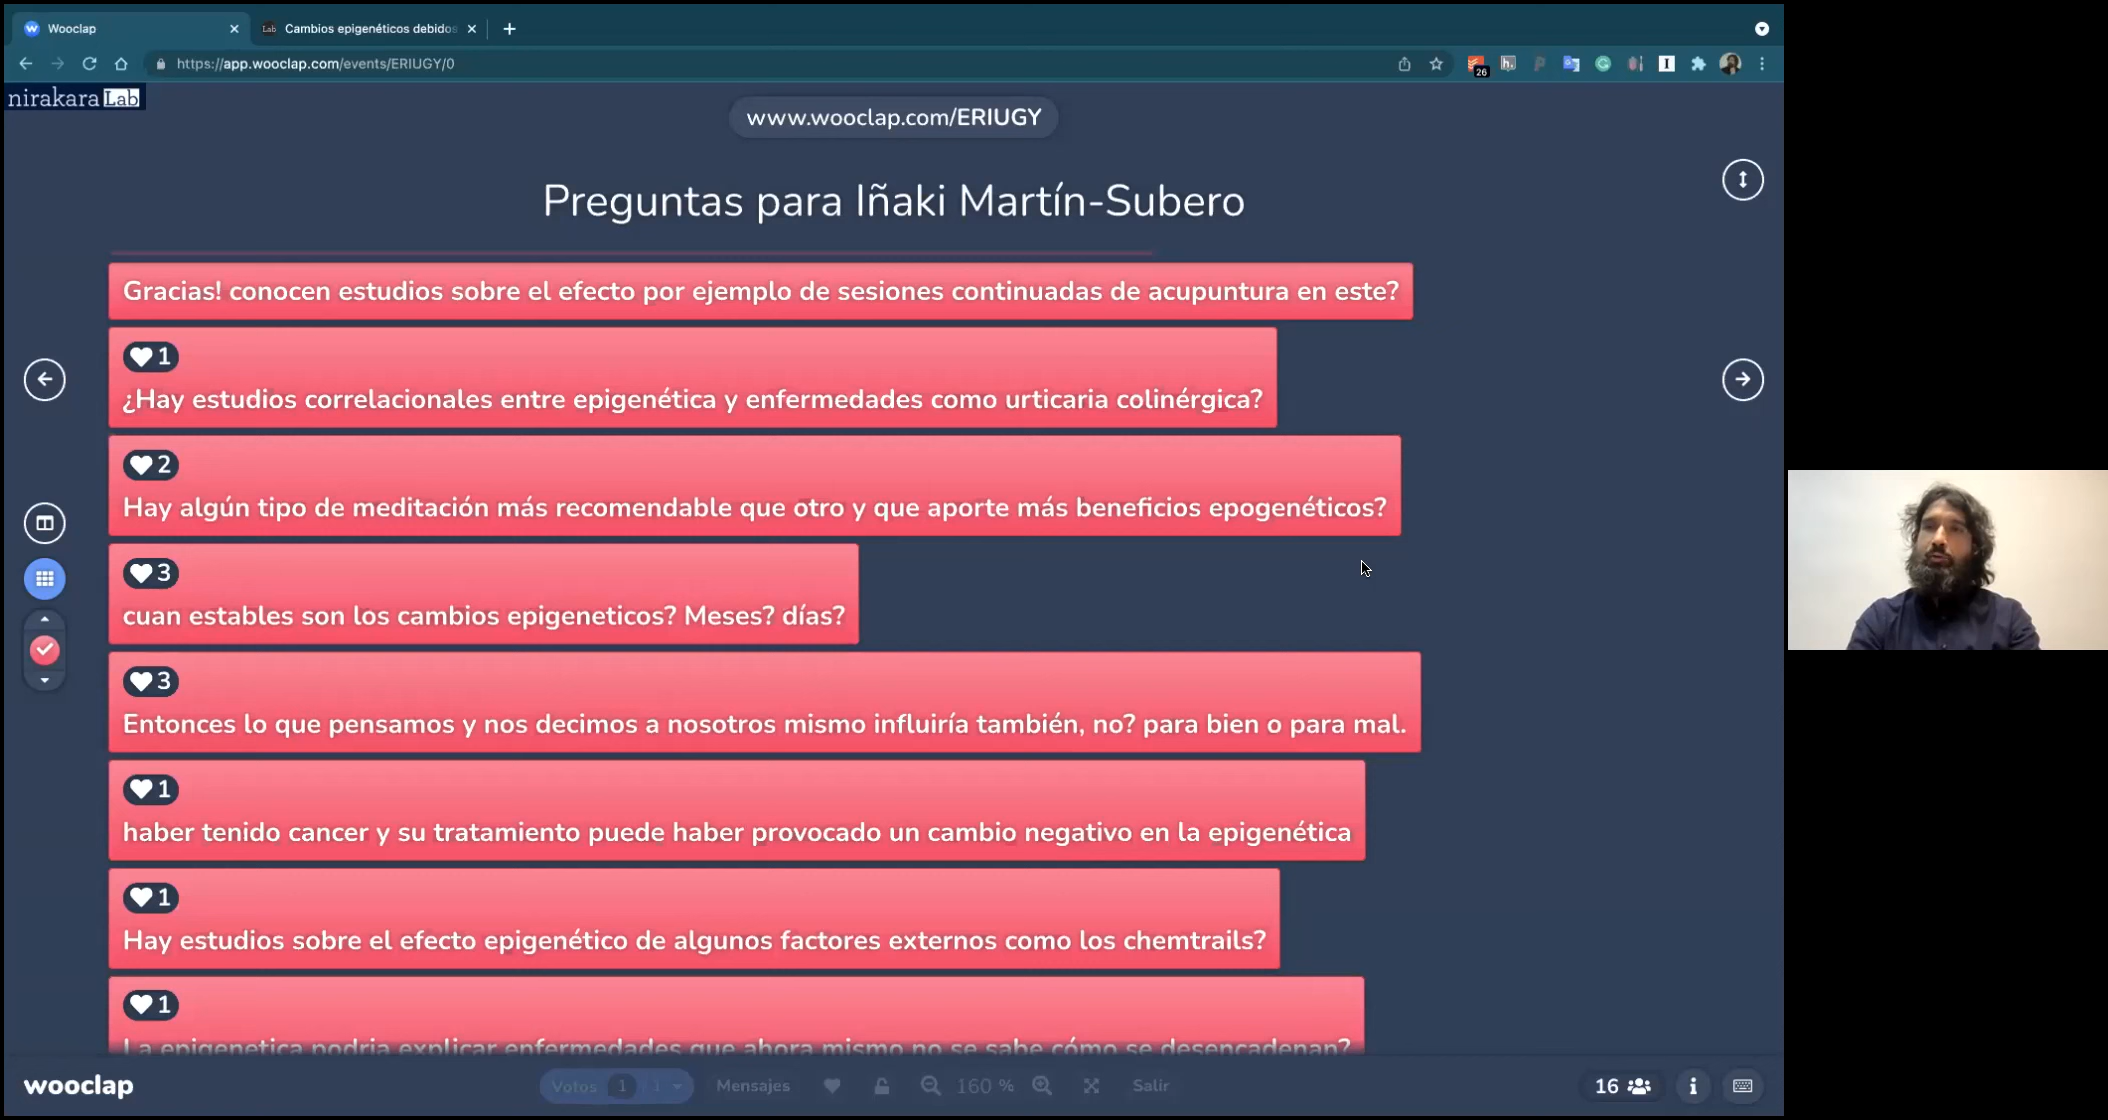 Wooclap
Lab Cambios epigenéticos debidos
https://app.wooclap.com/events/ERIUGY/0
26
nirakara Lab
www.wooclap.com/ERIUGY
Preguntas para Iñaki Martín-Subero
Gracias! conocen estudios sobre el efecto por ejemplo de sesiones continuadas de acupuntura en este?
1
¿Hay estudios correlacionales entre epigenética y enfermedades como urticaria colinérgica?
2
Hay algún tipo de meditación más recomendable que otro y que aporte más beneficios epogenéticos?
3
cuan estables son los cambios epigeneticos? Meses? días?
3
Entonces lo que pensamos y nos decimos a nosotros mismo influiría también, no? para bien o para mal.
1
haber tenido cancer y su tratamiento puede haber provocado un cambio negativo en la epigenética
1
Hay estudios sobre el efecto epigenético de algunos factores externos como los chemtrails?
1
La epigenetica podria explicar enfermedades que ahora mismo no se sabe cómo se desencadenan?
wooclap
Votos 1 / 1 Mensajes 160 % Salir
16